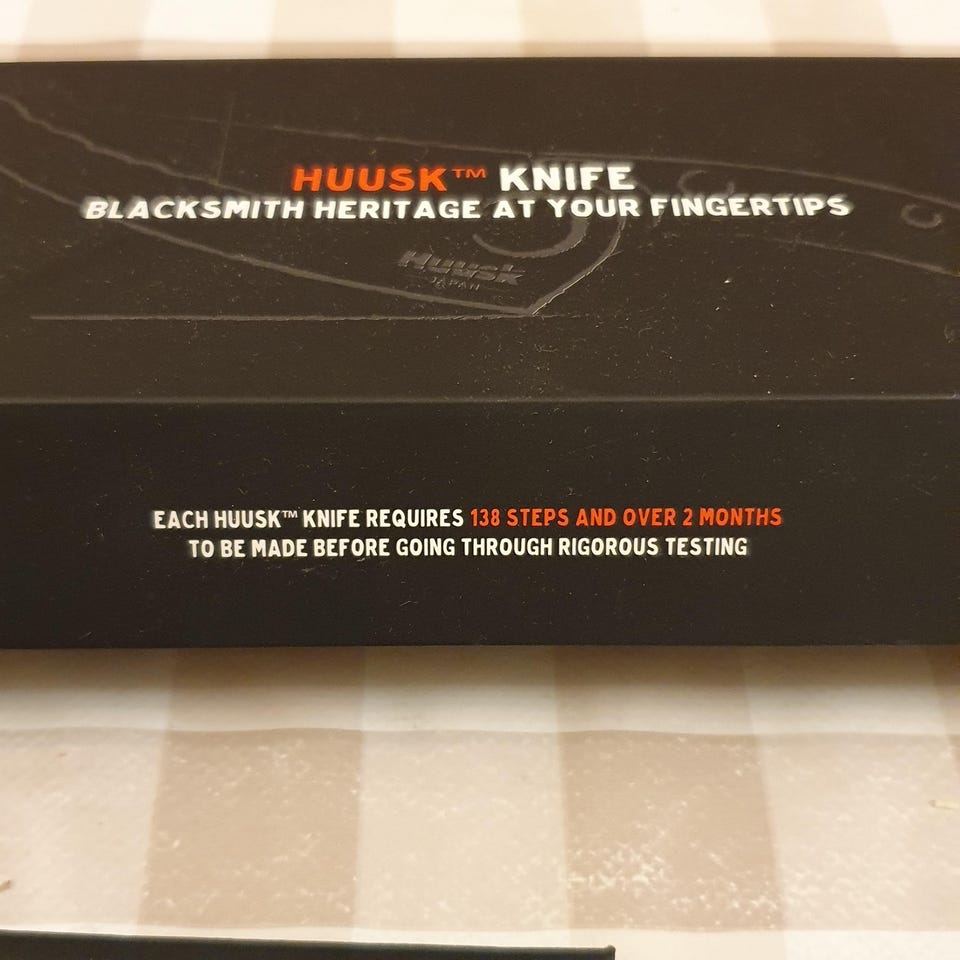 HUUSK™ KNIFE
BLACKSMITH HERITAGE AT YOUR FINGERTIPS
Huusk
JAPAN
EACH HUUSK™ KNIFE REQUIRES 138 STEPS AND OVER 2 MONTHS
TO BE MADE BEFORE GOING THROUGH RIGOROUS TESTING